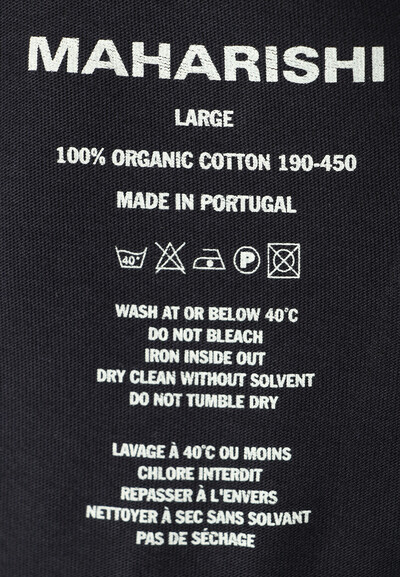 MAHARISHI
LARGE
100% ORGANIC COTTON 190-450
MADE IN PORTUGAL
40° P
WASH AT OR BELOW 40°C
DO NOT BLEACH
IRON INSIDE OUT
DRY CLEAN WITHOUT SOLVENT
DO NOT TUMBLE DRY
LAVAGE À 40°C OU MOINS
CHLORE INTERDIT
REPASSER À L'ENVERS
NETTOYER À SEC SANS SOLVANT
PAS DE SÉCHAGE